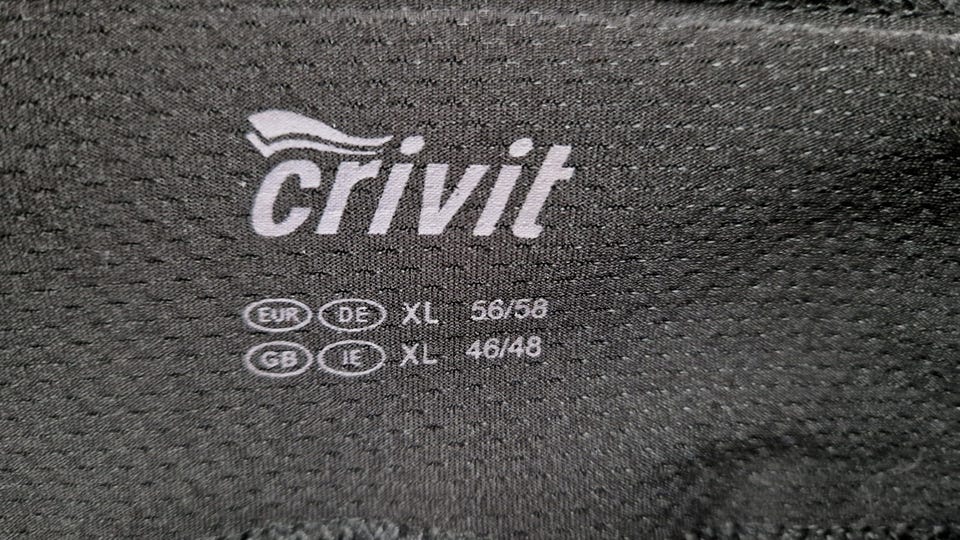 crivit
EUR DE XL 56/58
GB IE XL 46/48